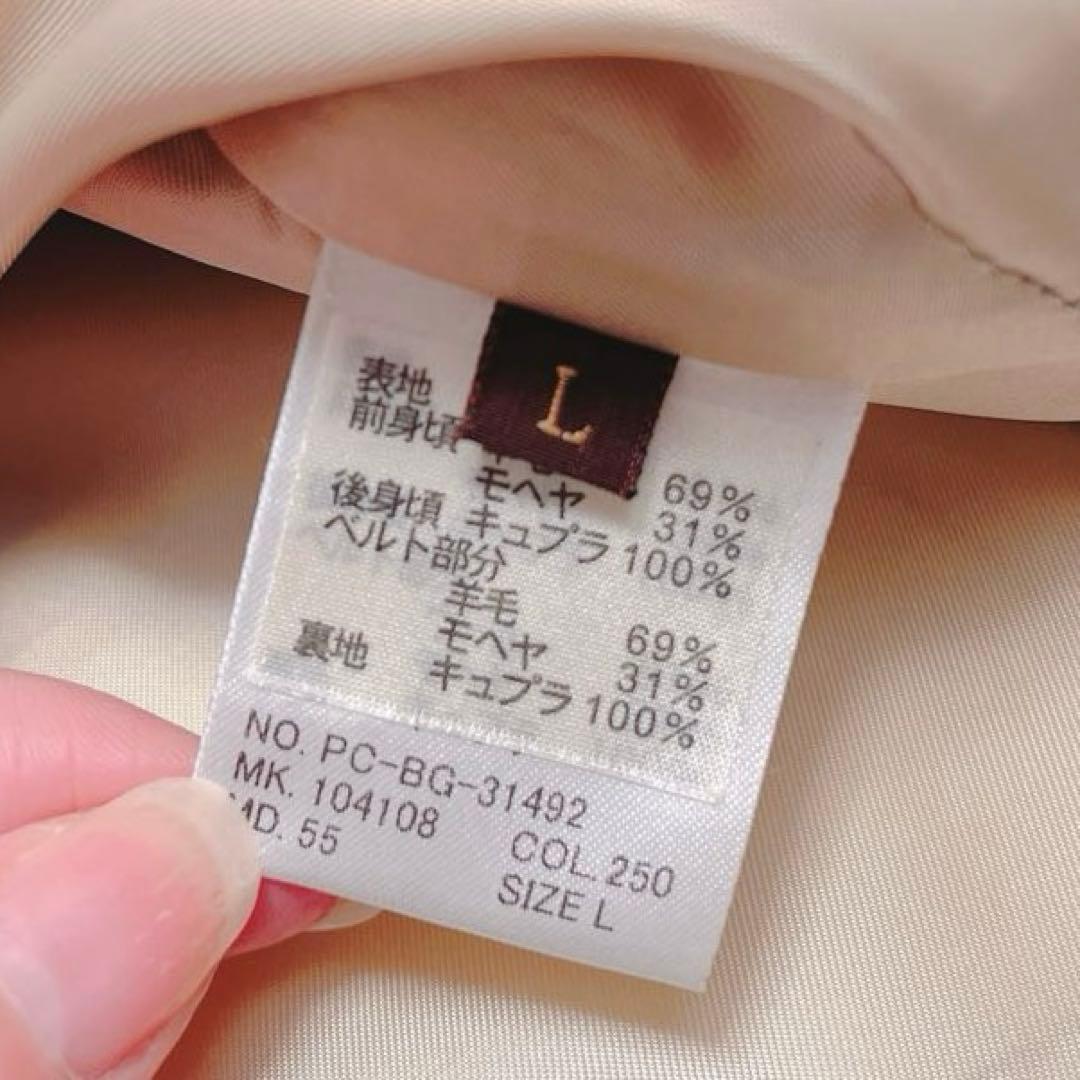 L
表地
前身頃 69%
モヘヤ 31%
後身頃 キュプラ 100%
ベルト部分
羊毛 69%
モヘヤ 31%
裏地 キュプラ 100%
NO. PC-BG-31492
MK. 104108
MD. 55 COL. 250
SIZE L